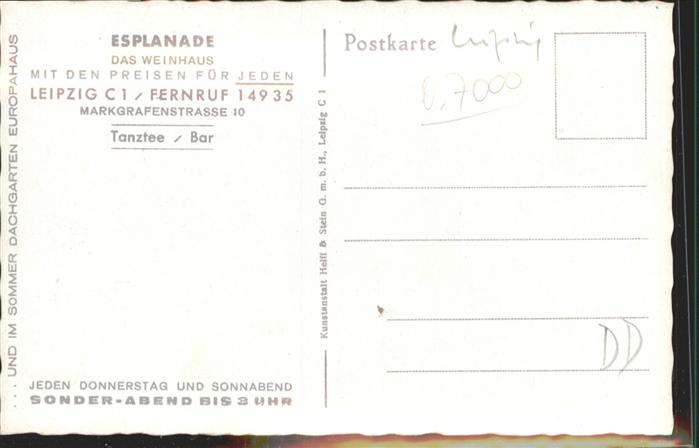 ESPLANADE
DAS WEINHAUS
MIT DEN PREISEN FÜR JEDEN
LEIPZIG C1 / FERNRUF 14935
MARKGRAFENSTRASSE 10
Tanztee / Bar
... UND IM SOMMER DACHGARTEN EUROPAHAUS
JEDEN DONNERSTAG UND SONNABEND
SONDER-ABEND BIS 3 UHR
Kunstanstalt Helff & Stein G. m. b. H., Leipzig C 1
Postkarte Leipzig
0.7000
DD